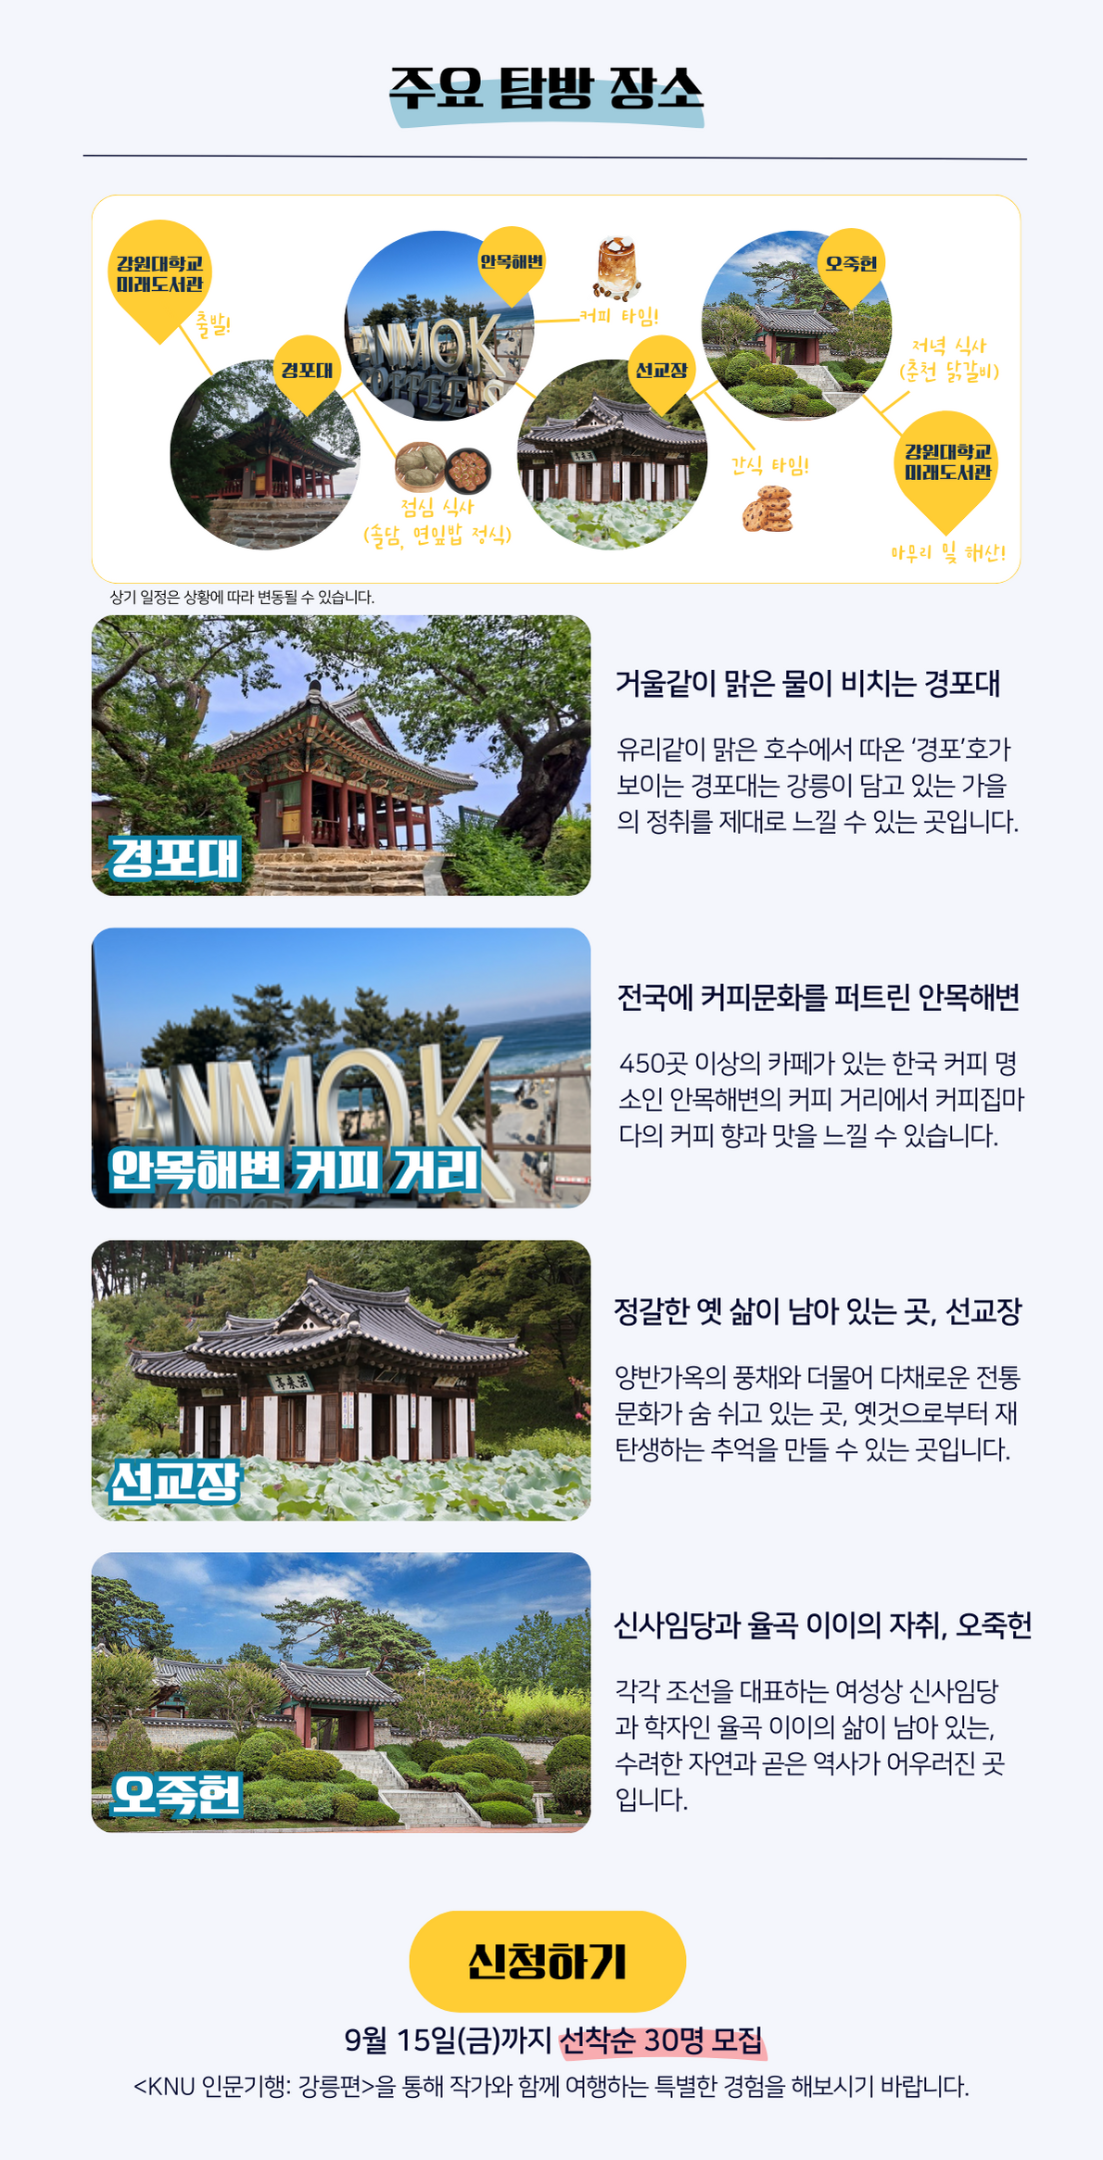 주요 탐방 장소
강원대학교
미래도서관
출발!
경포대
점심 식사
(솔담, 연잎밥 정식)
안목해변
ANMOK
COFFEE S
커피 타임!
선교장
간식 타임!
오죽헌
저녁 식사
(춘천 닭갈비)
강원대학교
미래도서관
마무리 및 해산!
상기 일정은 상황에 따라 변동될 수 있습니다.
경포대
거울같이 맑은 물이 비치는 경포대
유리같이 맑은 호수에서 따온 ‘경포’호가
보이는 경포대는 강릉이 담고 있는 가을
의 정취를 제대로 느낄 수 있는 곳입니다.
ANMOK
안목해변 커피 거리
전국에 커피문화를 퍼트린 안목해변
450곳 이상의 카페가 있는 한국 커피 명
소인 안목해변의 커피 거리에서 커피집마
다의 커피 향과 맛을 느낄 수 있습니다.
선교장
정갈한 옛 삶이 남아 있는 곳, 선교장
양반가옥의 풍채와 더물어 다채로운 전통
문화가 숨 쉬고 있는 곳, 옛것으로부터 재
탄생하는 추억을 만들 수 있는 곳입니다.
오죽헌
신사임당과 율곡 이이의 자취, 오죽헌
각각 조선을 대표하는 여성상 신사임당
과 학자인 율곡 이이의 삶이 남아 있는,
수려한 자연과 곧은 역사가 어우러진 곳
입니다.
신청하기
9월 15일(금)까지 선착순 30명 모집
<KNU 인문기행: 강릉편>을 통해 작가와 함께 여행하는 특별한 경험을 해보시기 바랍니다.